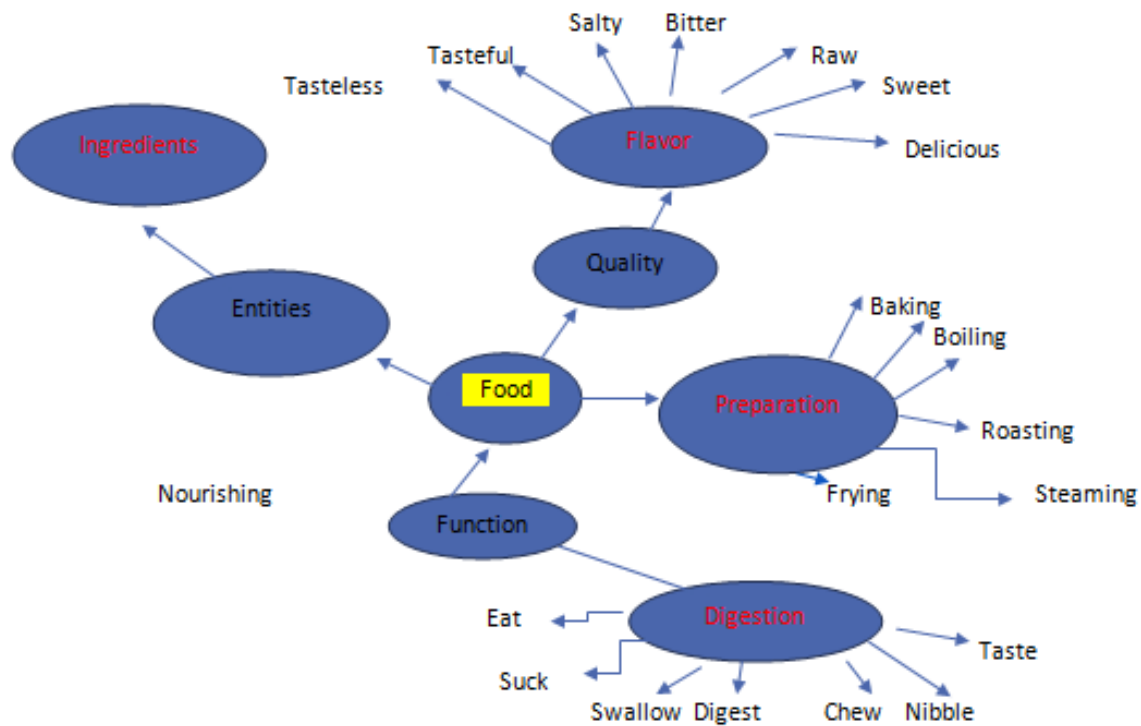 Salty
Bitter
Tasteful
Raw
Tasteless
Sweet
Ingredients
Flavor
Delicious
Quality
Entities
Baking
Boiling
Food
Preparation
Roasting
Nourishing
Frying
Steaming
Function
Eat
Digestion
Taste
Suck
Swallow
Digest
Chew
Nibble